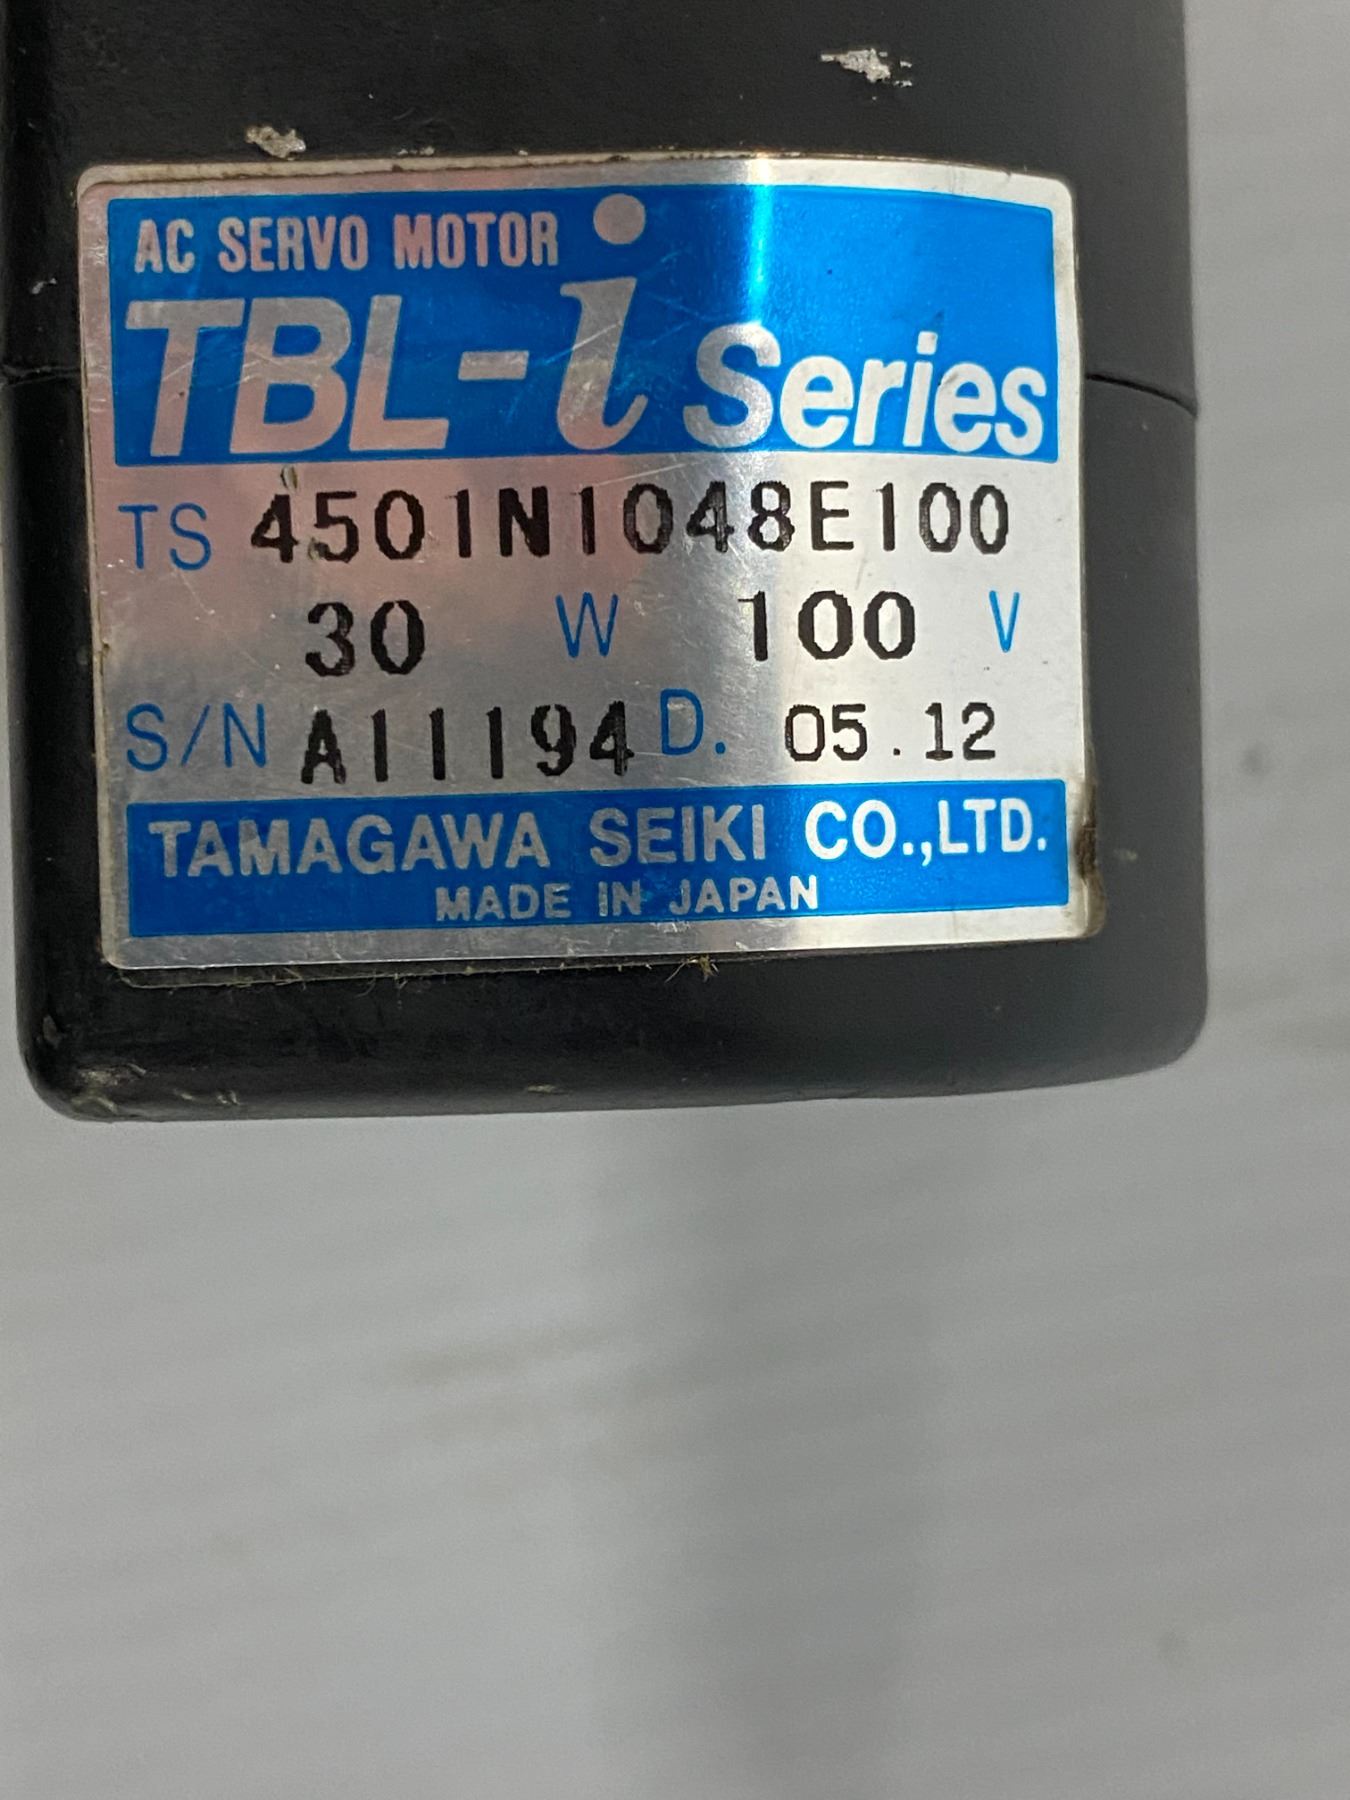 AC SERVO MOTOR
TBL-i Series
TS 4501N1048E100
30 W 100 V
S/N A11194 D. 05.12
TAMAGAWA SEIKI CO.,LTD.
MADE IN JAPAN